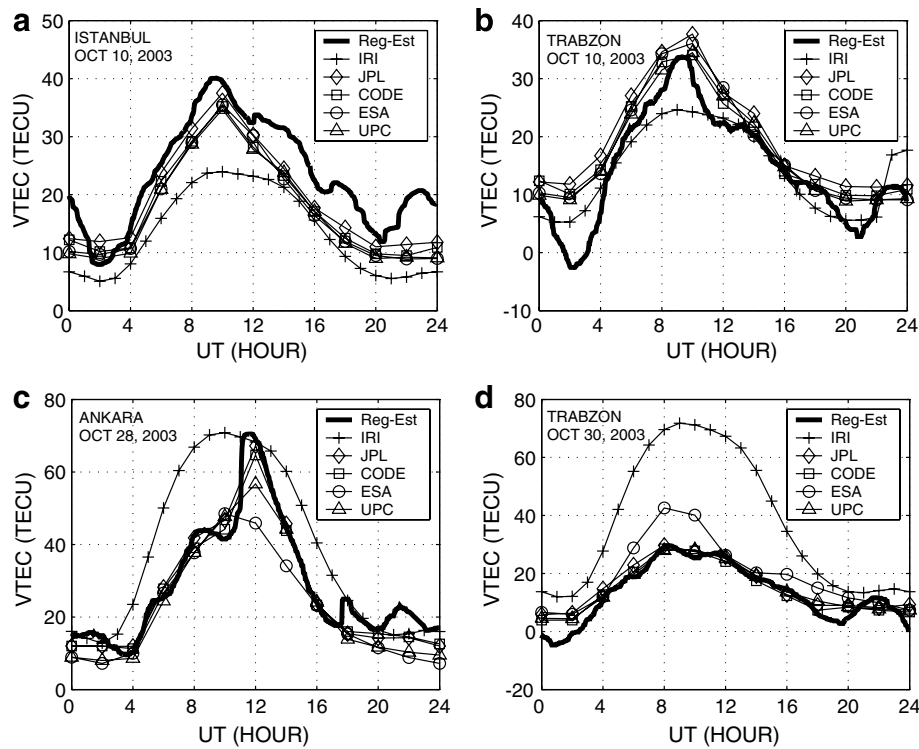 a
ISTANBUL
OCT 10, 2003
Reg-Est
IRI
JPL
CODE
ESA
UPC
VTEC (TECU)
50
40
30
20
10
0
0 4 8 12 16 20 24
UT (HOUR)
b
TRABZON
OCT 10, 2003
Reg-Est
IRI
JPL
CODE
ESA
UPC
VTEC (TECU)
40
30
20
10
0
-10
0 4 8 12 16 20 24
UT (HOUR)
c
ANKARA
OCT 28, 2003
Reg-Est
IRI
JPL
CODE
ESA
UPC
VTEC (TECU)
80
60
40
20
0
0 4 8 12 16 20 24
UT (HOUR)
d
TRABZON
OCT 30, 2003
Reg-Est
IRI
JPL
CODE
ESA
UPC
VTEC (TECU)
80
60
40
20
0
-20
0 4 8 12 16 20 24
UT (HOUR)